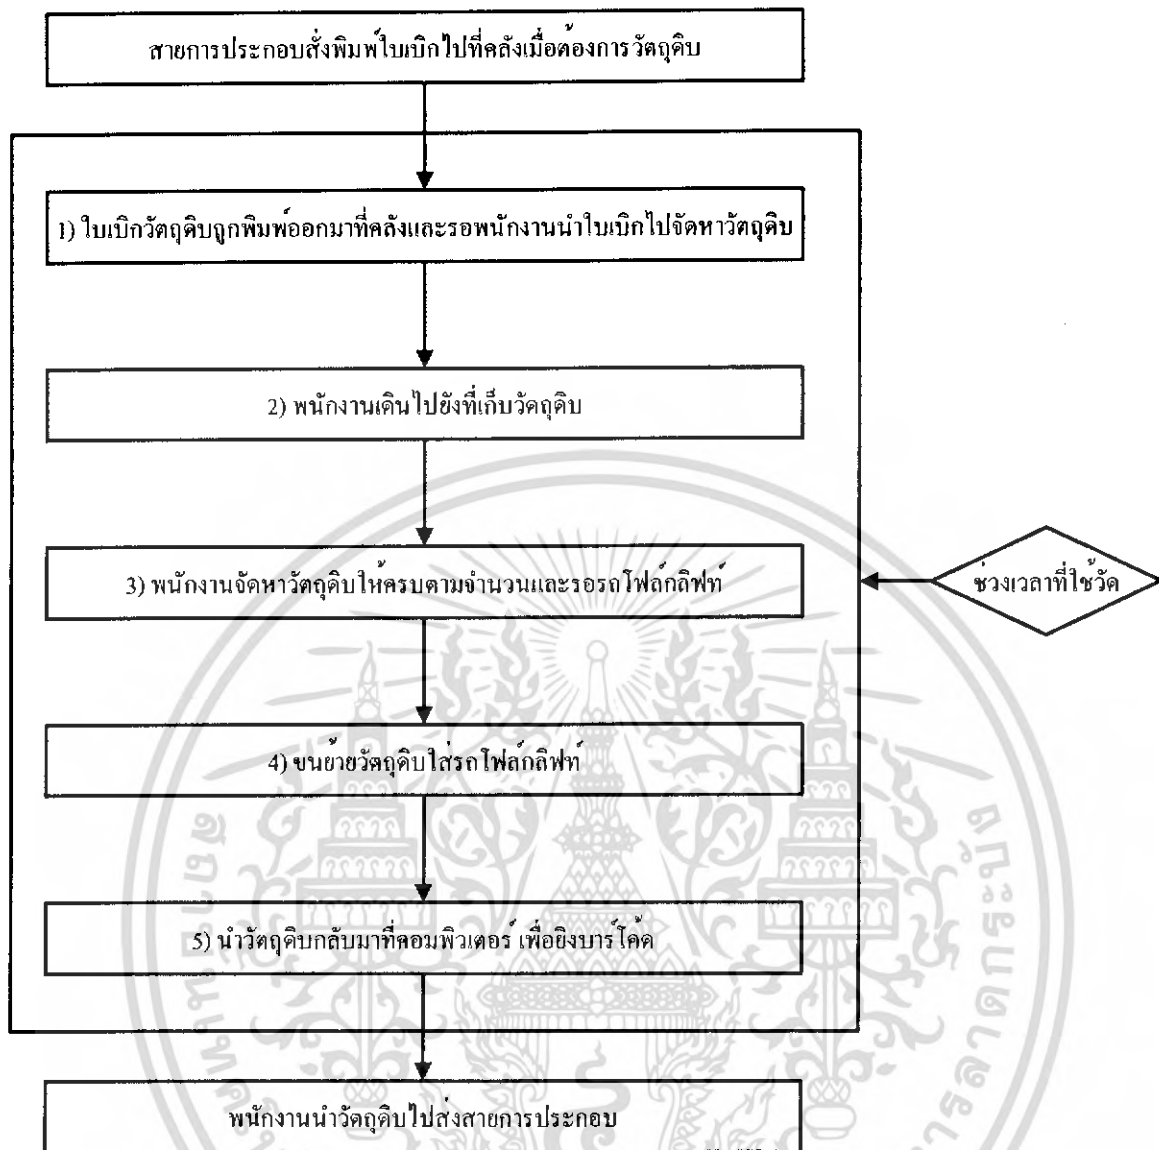 สายการประกอบสั่งพิมพ์ใบเบิกไปที่คลังเมื่อต้องการวัตถุดิบ
1) ใบเบิกวัตถุดิบถูกพิมพ์ออกมาที่คลังและรอพนักงานนำใบเบิกไปจัดหาวัตถุดิบ
2) พนักงานเดินไปยังที่เก็บวัตถุดิบ
3) พนักงานจัดหาวัตถุดิบให้ครบตามจำนวนและรอรถโฟล์กลิฟท์
ช่วงเวลาที่ใช้วัด
4) ขนย้ายวัตถุดิบใส่รถโฟล์กลิฟท์
5) นำวัตถุดิบกลับมาที่คอมพิวเตอร์ เพื่อยิงบาร์โค้ด
พนักงานนำวัตถุดิบไปส่งสายการประกอบ